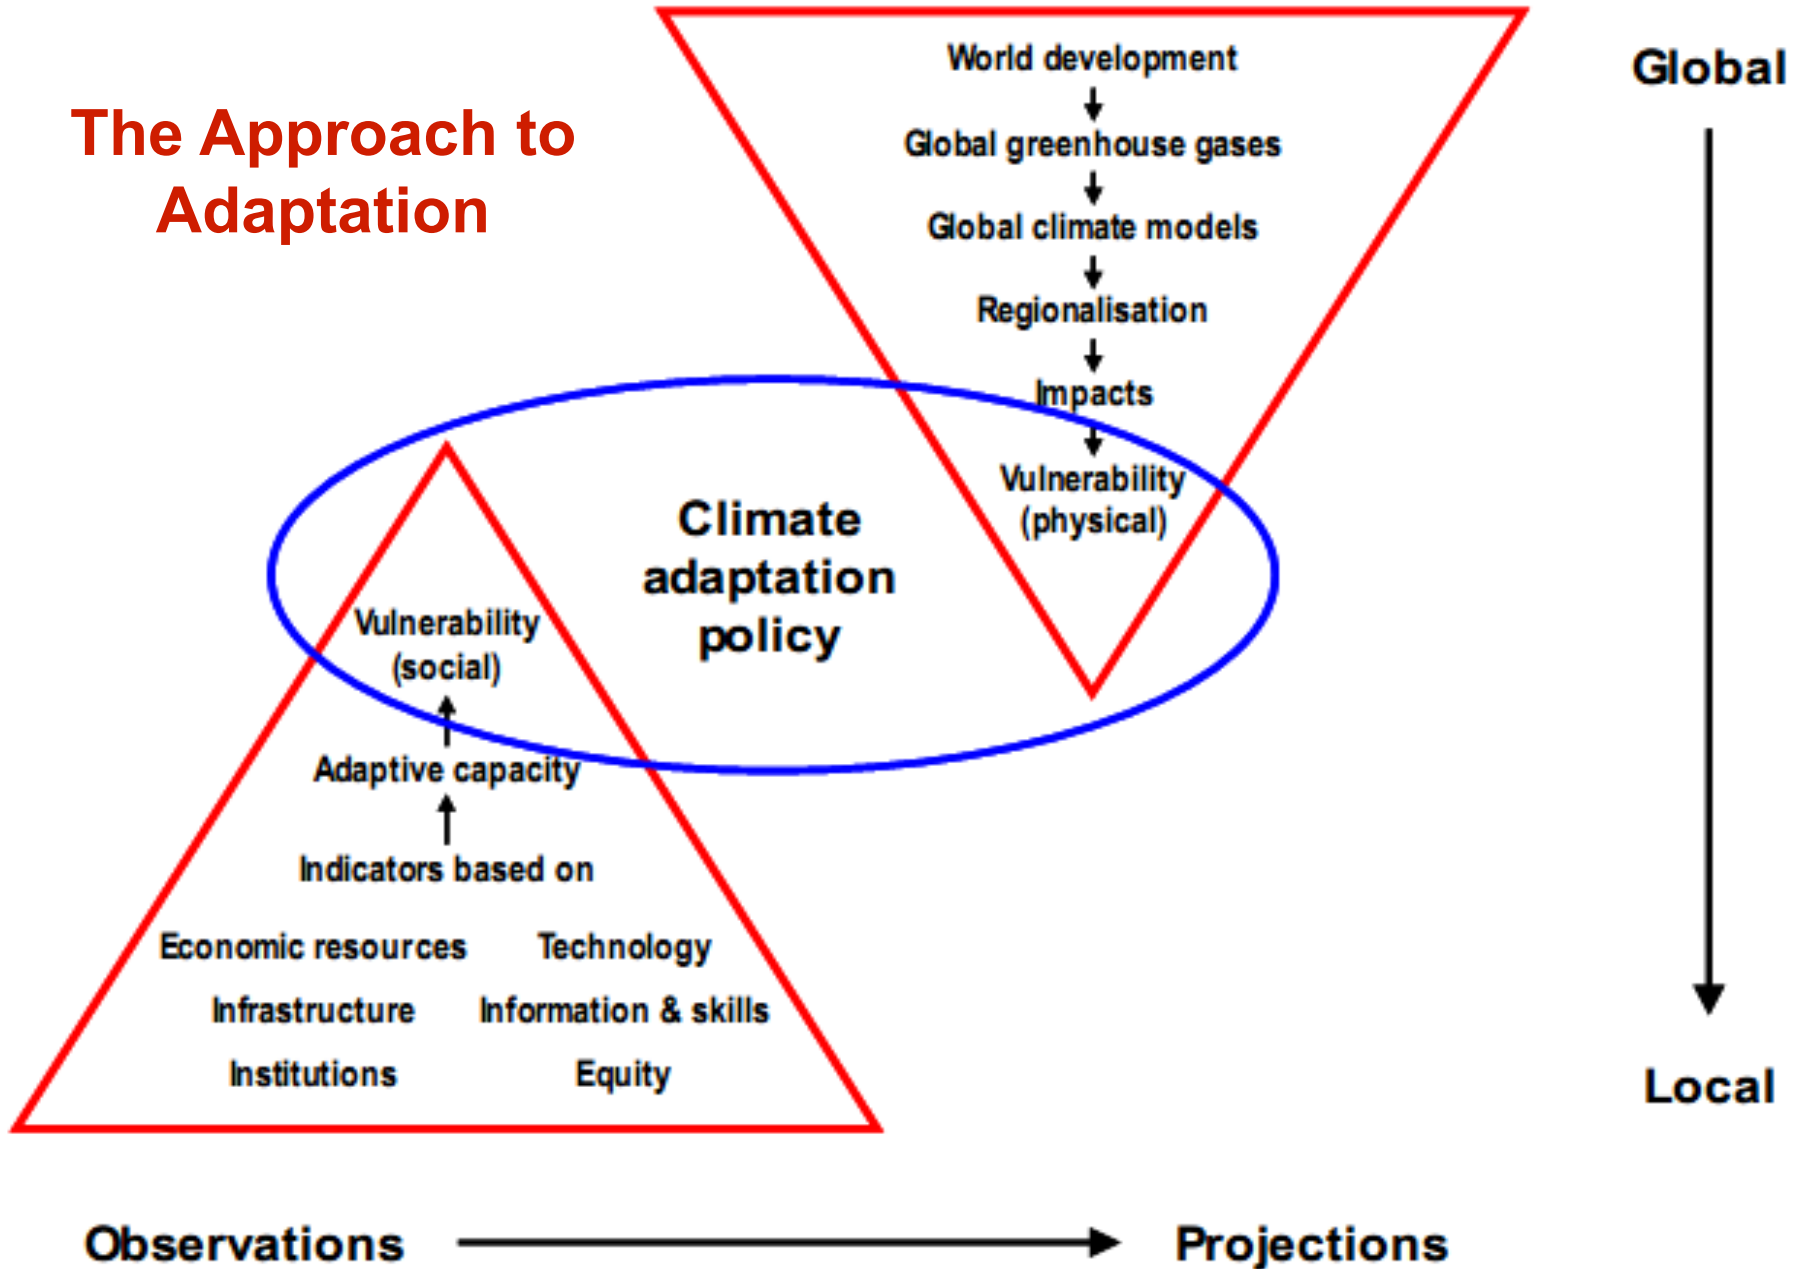 The Approach to
Adaptation
World development
Global greenhouse gases
Global climate models
Regionalisation
Impacts
Vulnerability
(physical)
Global
Local
Climate
adaptation
policy
Vulnerability
(social)
Adaptive capacity
Indicators based on
Economic resources
Technology
Infrastructure
Information & skills
Institutions
Equity
Observations
Projections